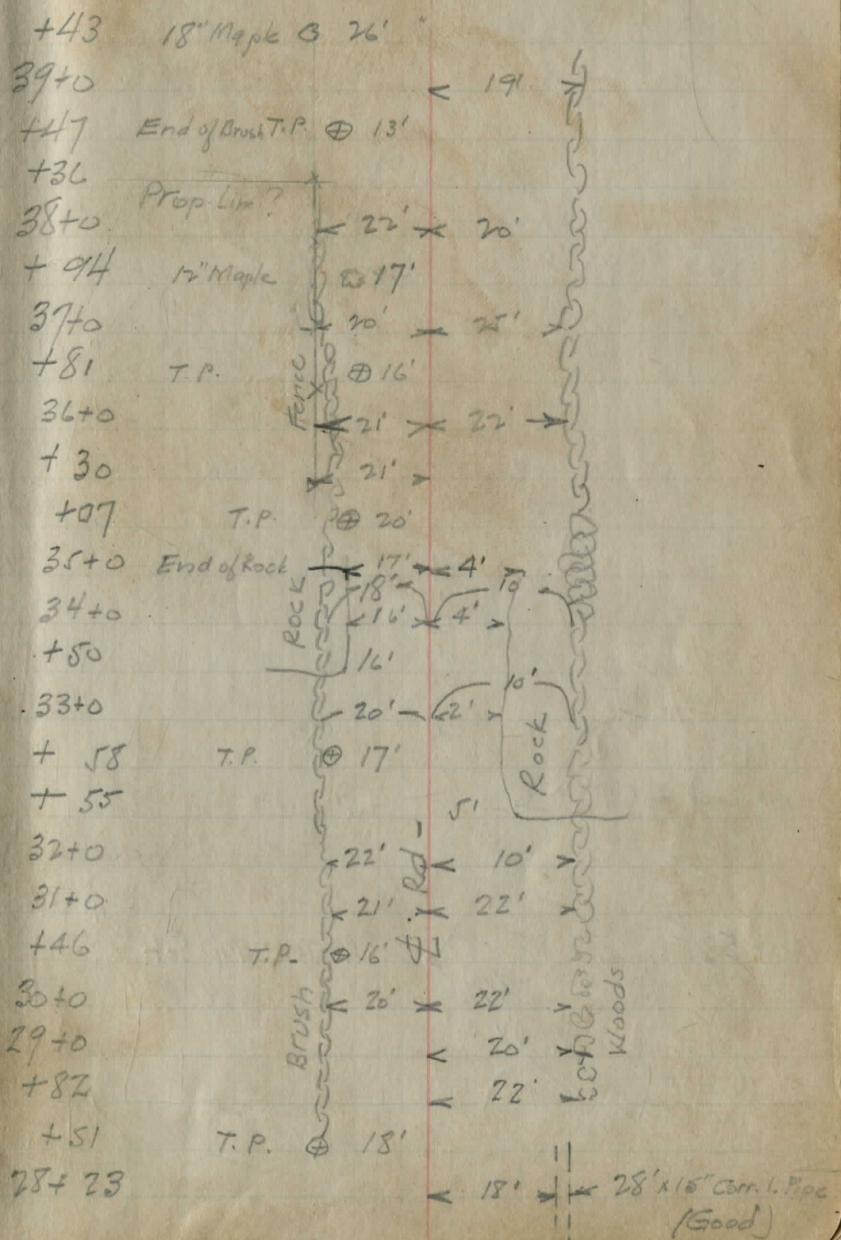 +43 18" Maple 26'
39+0 19'
+47 End of Brush T.P. ⊕ 13'
+36
Prop. Line?
38+0 22' 20'
+94 12" Maple 17'
37+0 20' 25'
+81 T.P. ⊕ 16'
Fence
36+0 21' 22'
+30 21'
+07 T.P. ⊕ 20'
35+0 End of Rock 17' 4'
18' 10'
34+0 16' 4'
ROCK
+50 16'
10'
33+0 20' 2'
Rock
+58 T.P. ⊕ 17'
+55 5'
32+0 22' 10'
31+0 21' 22'
℄ Rd
+46 T.P. ⊕ 16'
30+0 20' 22'
Brush
Woods
29+0 20'
+82 22'
+51 T.P. ⊕ 18'
28+23 18' 28' x 15" Corr. I. Pipe
(Good)